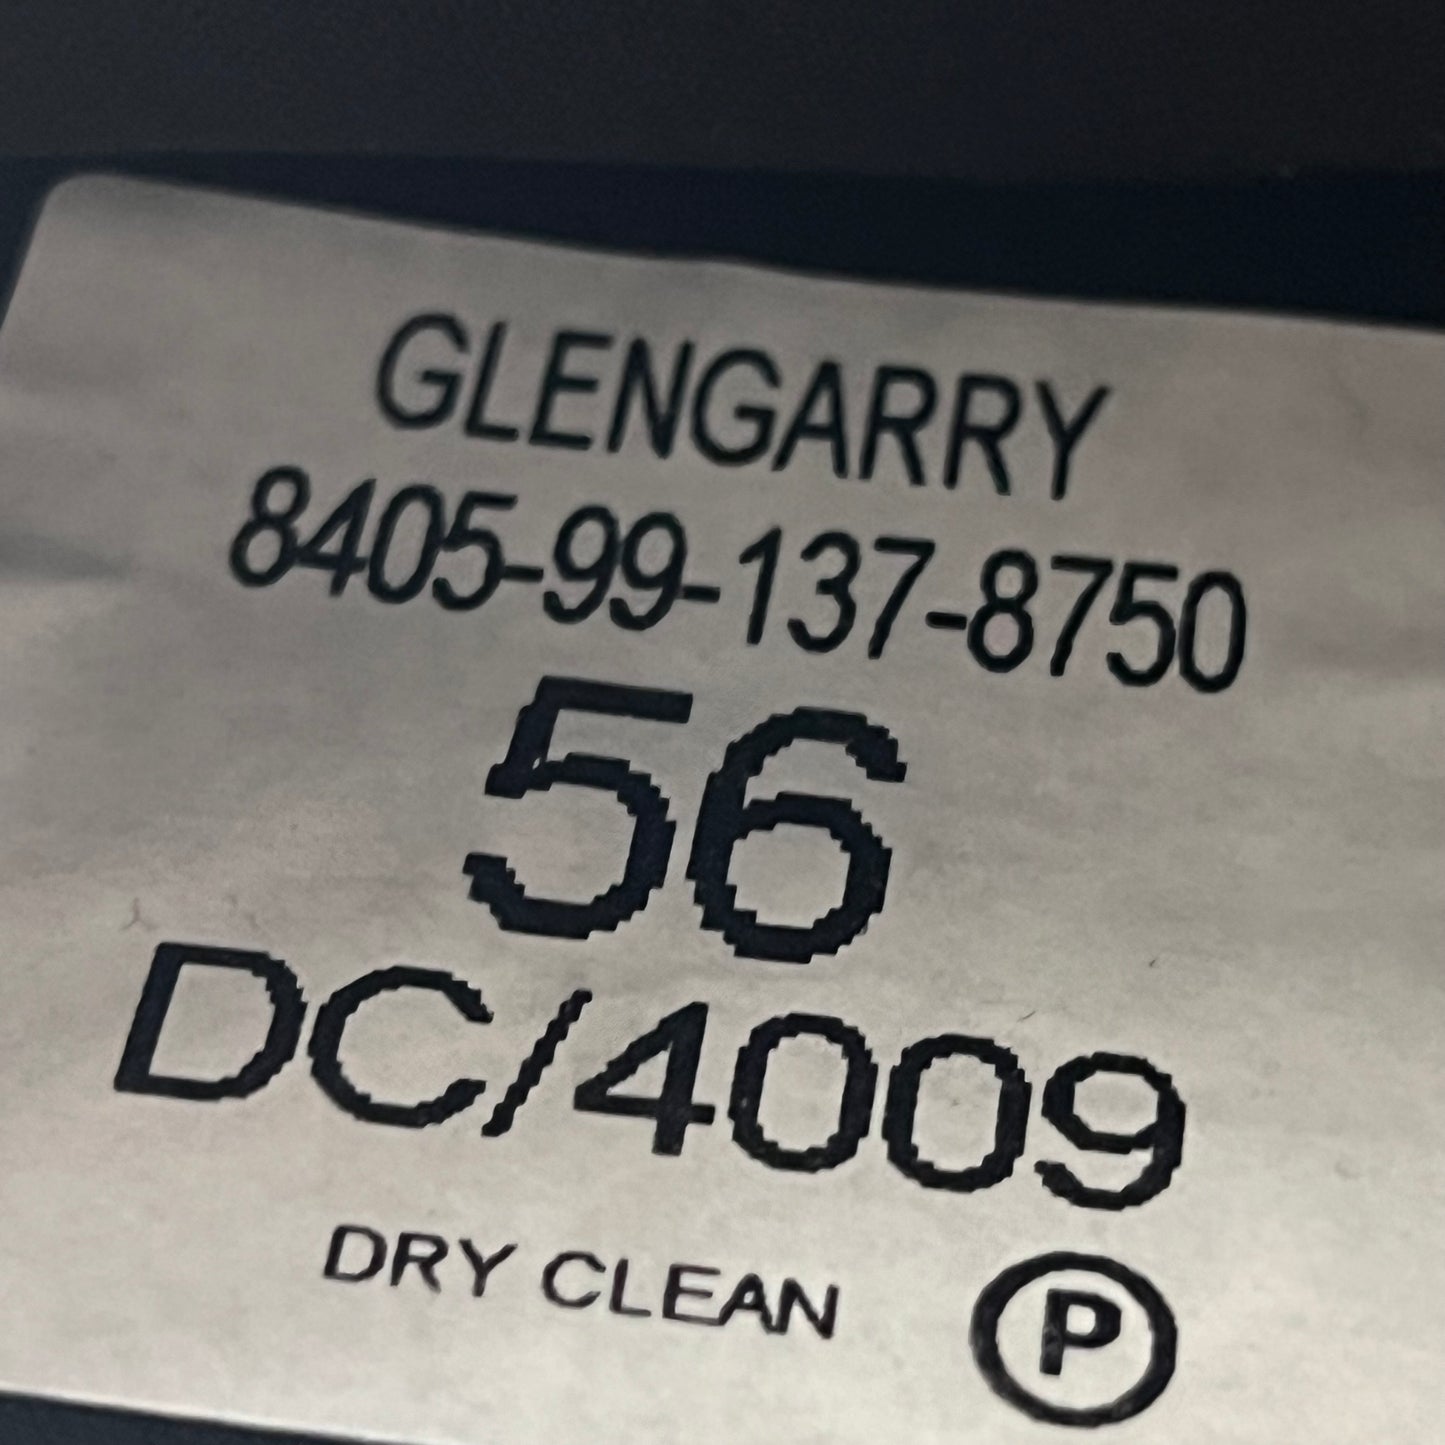 GLENGARRY
8405-99-137-8750
56
DC/4009
DRY CLEAN P